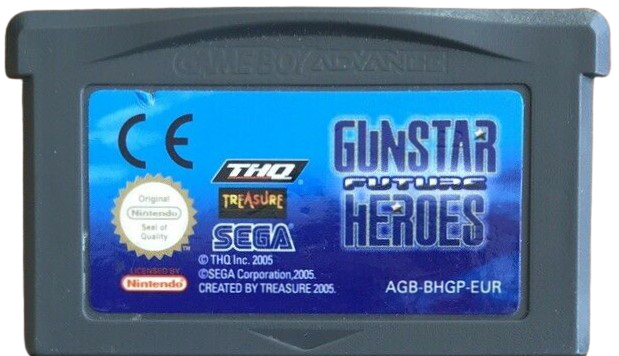 GAME BOY ADVANCE
CE
GUNSTAR
FUTURE
HEROES
THQ
TREASURE
SEGA
Original
Nintendo
Seal of
Quality
TM
LICENSED BY
Nintendo
© THQ Inc. 2005
©SEGA Corporation,2005.
CREATED BY TREASURE 2005.
AGB-BHGP-EUR